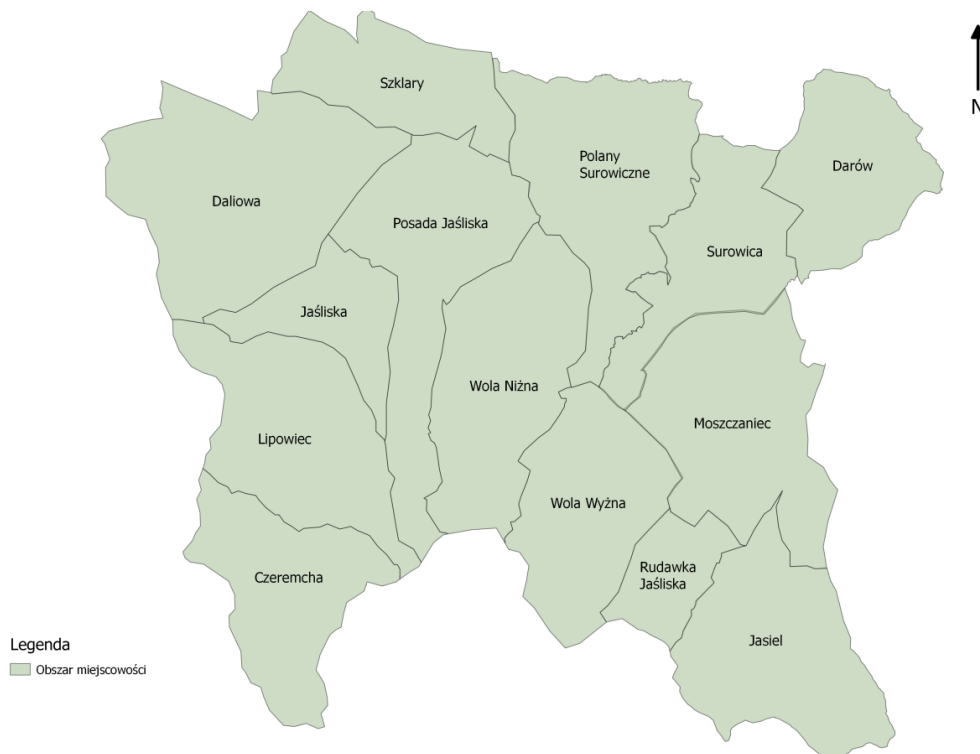 N
Szklary
Polany
Surowiczne
Darów
Daliowa
Posada Jaśliska
Surowica
Jaśliska
Wola Niżna
Moszczaniec
Lipowiec
Wola Wyżna
Rudawka
Jaśliska
Czeremcha
Jasiel
Legenda
Obszar miejscowości